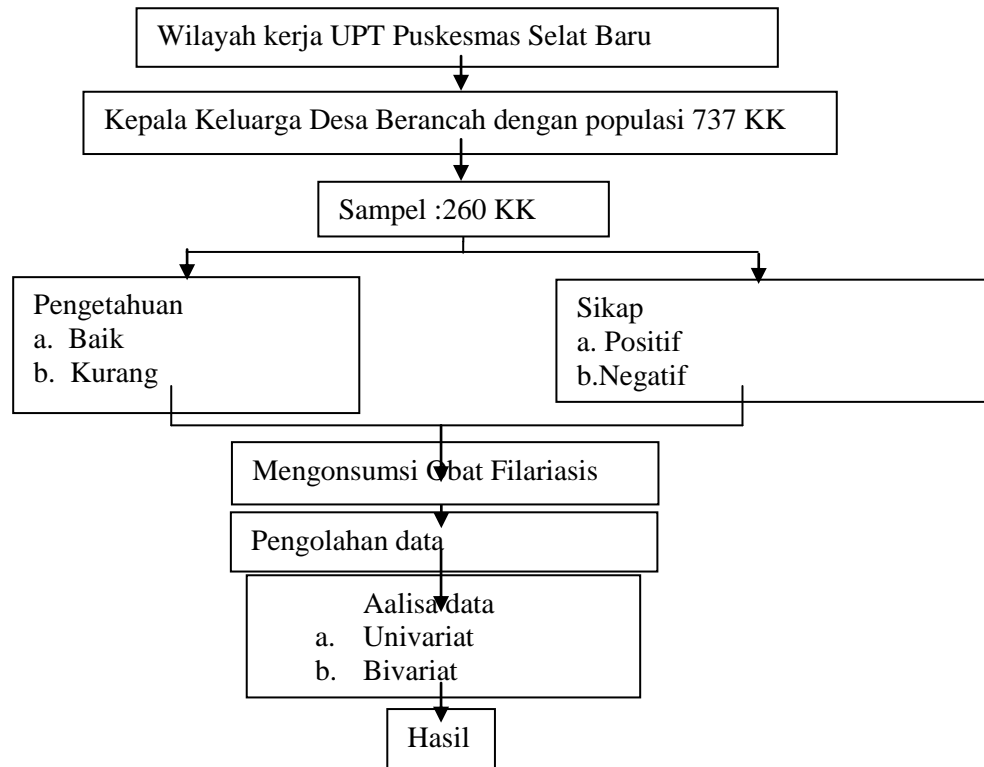 Wilayah kerja UPT Puskesmas Selat Baru
Kepala Keluarga Desa Berancah dengan populasi 737 KK
Sampel :260 KK
Pengetahuan
a. Baik
b. Kurang
Sikap
a. Positif
b.Negatif
Mengonsumsi Obat Filariasis
Pengolahan data
Aalisa data
a. Univariat
b. Bivariat
Hasil